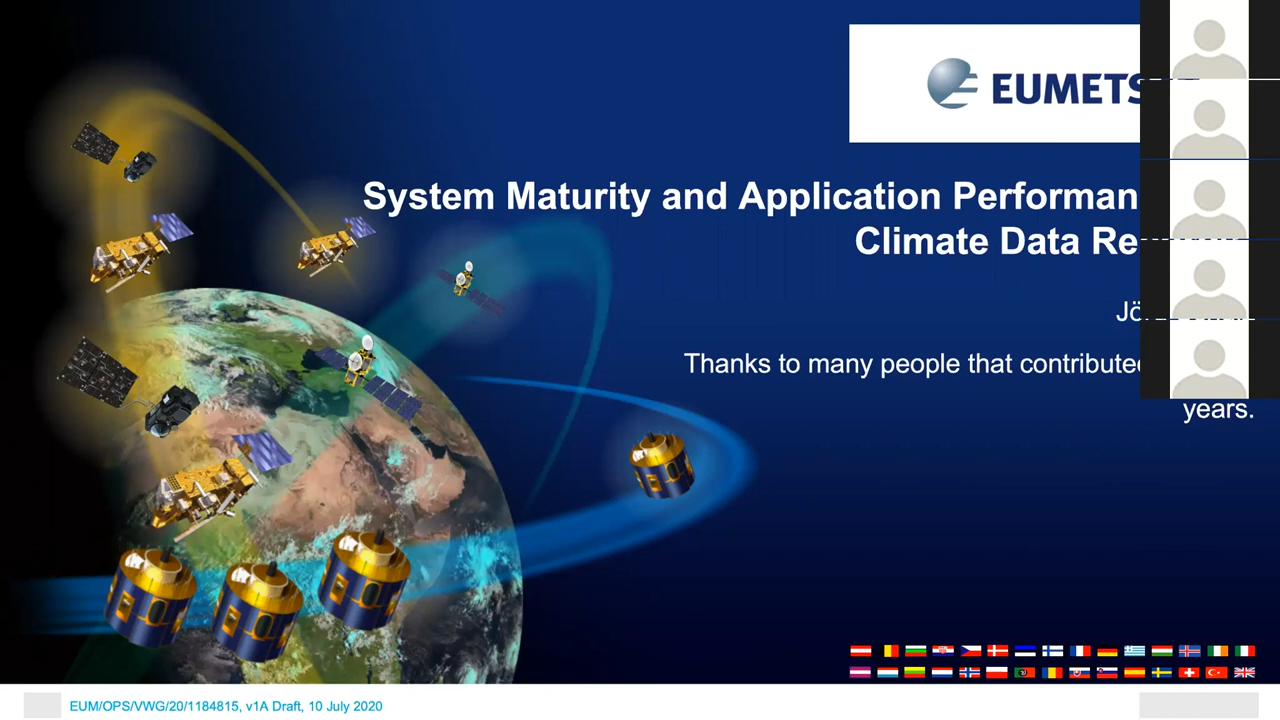 EUMETS
System Maturity and Application Performan
Climate Data Re
Thanks to many people that contribute
years.
EUM/OPS/VWG/20/1184815, v1A Draft, 10 July 2020